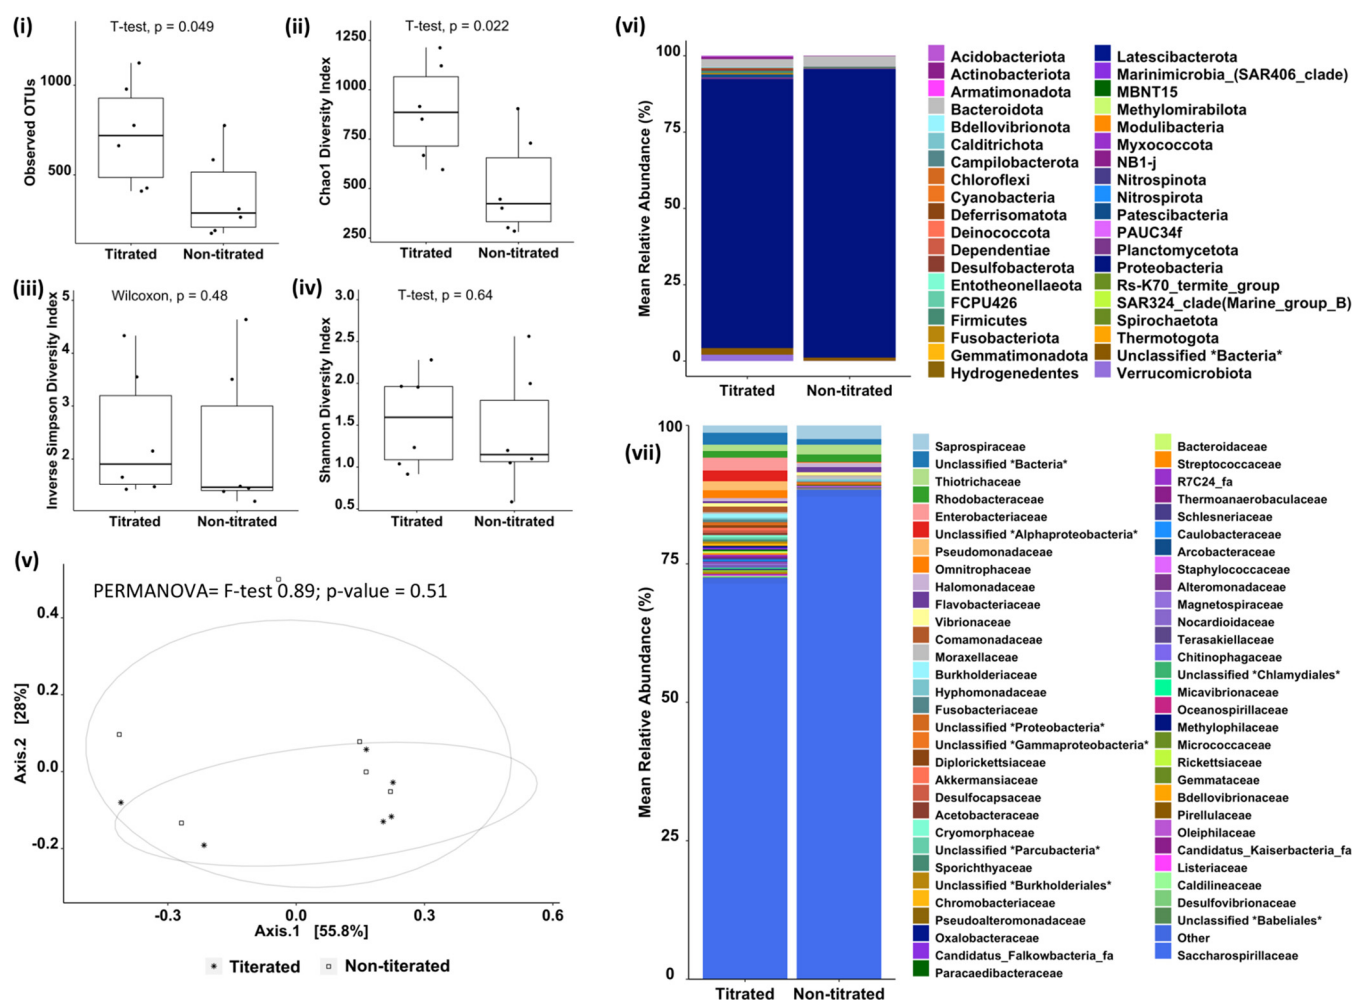 (i)
T-test, p = 0.049
Observed OTUs
1000
500
Titrated
Non-titrated
(ii)
T-test, p = 0.022
Chao1 Diversity Index
1250
1000
750
500
250
Titrated
Non-titrated
(iii)
Wilcoxon, p = 0.48
Inverse Simpson Diversity Index
5
4
3
2
Titrated
Non-titrated
(iv)
T-test, p = 0.64
Shannon Diversity Index
3.0
2.5
2.0
1.5
1.0
0.5
Titrated
Non-titrated
(v)
PERMANOVA= F-test 0.89; p-value = 0.51
Axis.2 [28%]
0.4
0.2
0.0
-0.2
-0.3
0.0
0.3
0.6
Axis.1 [55.8%]
Titerated
Non-titerated
(vi)
Mean Relative Abundance (%)
100
75
50
25
0
Titrated
Non-titrated
Acidobacteriota
Actinobacteriota
Armatimonadota
Bacteroidota
Bdellovibrionota
Calditrichota
Campilobacterota
Chloroflexi
Cyanobacteria
Deferrisomatota
Deinococcota
Dependentiae
Desulfobacterota
Entotheonellaeota
FCPU426
Firmicutes
Fusobacteriota
Gemmatimonadota
Hydrogenedentes
Latescibacterota
Marinimicrobia_(SAR406_clade)
MBNT15
Methylomirabilota
Modulibacteria
Myxococcota
NB1-j
Nitrospinota
Nitrospirota
Patescibacteria
PAUC34f
Planctomycetota
Proteobacteria
Rs-K70_termite_group
SAR324_clade(Marine_group_B)
Spirochaetota
Thermotogota
Unclassified *Bacteria*
Verrucomicrobiota
(vii)
Mean Relative Abundance (%)
100
75
50
25
0
Titrated
Non-titrated
Saprospiraceae
Unclassified *Bacteria*
Thiotrichaceae
Rhodobacteraceae
Enterobacteriaceae
Unclassified *Alphaproteobacteria*
Pseudomonadaceae
Omnitrophaceae
Halomonadaceae
Flavobacteriaceae
Vibrionaceae
Comamonadaceae
Moraxellaceae
Burkholderiaceae
Hyphomonadaceae
Fusobacteriaceae
Unclassified *Proteobacteria*
Unclassified *Gammaproteobacteria*
Diplorickettsiaceae
Akkermansiaceae
Desulfocapsaceae
Acetobacteraceae
Cryomorphaceae
Unclassified *Parcubacteria*
Sporichthyaceae
Unclassified *Burkholderiales*
Chromobacteriaceae
Pseudoalteromonadaceae
Oxalobacteraceae
Candidatus_Falkowbacteria_fa
Paracaedibacteraceae
Bacteroidaceae
Streptococcaceae
R7C24_fa
Thermoanaerobaculaceae
Schlesneriaceae
Caulobacteraceae
Arcobacteraceae
Staphylococcaceae
Alteromonadaceae
Magnetospiraceae
Nocardioidaceae
Terasakiellaceae
Chitinophagaceae
Unclassified *Chlamydiales*
Micavibrionaceae
Oceanospirillaceae
Methylophilaceae
Micrococcaceae
Rickettsiaceae
Gemmataceae
Bdellovibrionaceae
Pirellulaceae
Oleiphilaceae
Candidatus_Kaiserbacteria_fa
Listeriaceae
Caldilineaceae
Desulfovibrionaceae
Unclassified *Babeliales*
Other
Saccharospirillaceae